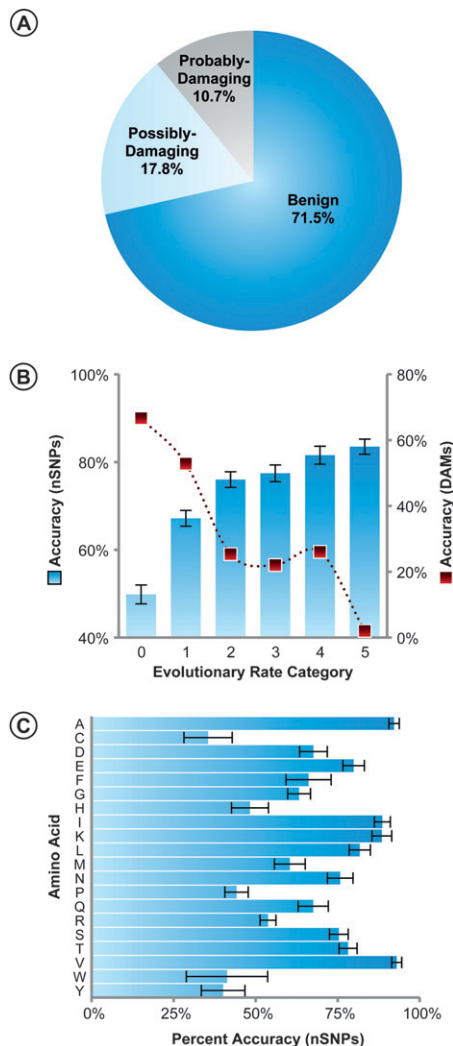 A
Probably-
Damaging
10.7%
Possibly-
Damaging
17.8%
Benign
71.5%
B
100%
80%
60%
40%
Accuracy (nSNPs)
80%
60%
40%
20%
0%
Accuracy (DAMs)
0 1 2 3 4 5
Evolutionary Rate Category
C
Amino Acid
A
C
D
E
F
G
H
I
K
L
M
N
P
Q
R
S
T
V
W
Y
0% 25% 50% 75% 100%
Percent Accuracy (nSNPs)